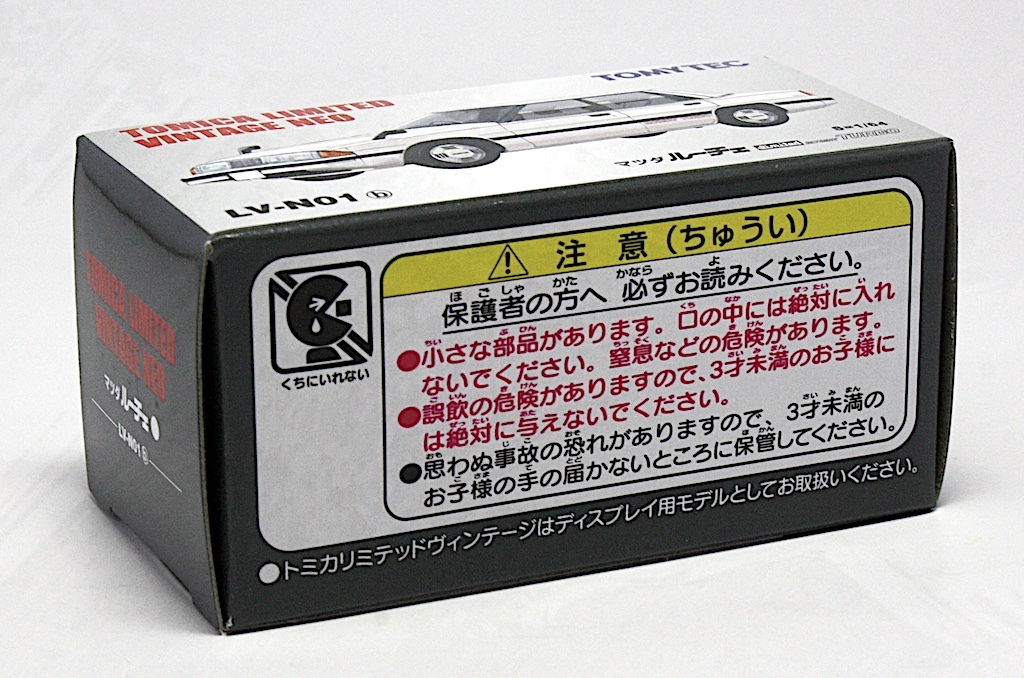 TOMICA LIMITED
VINTAGE NEO
TOMYTEC
S=1/64
マツダ ルーチェ
TURBO
LV-N01 b
TOMICA LIMITED
VINTAGE NEO
マツダ ルーチェ
LV-N01 b
くちにいれない
注意(ちゅうい)
保護者の方へ 必ずお読みください。
●小さな部品があります。口の中には絶対に入れ
ないでください。窒息などの危険があります。
●誤飲の危険がありますので、3才未満のお子様に
は絶対に与えないでください。
●思わぬ事故の恐れがありますので、3才未満の
お子様の手の届かないところに保管してください。
●トミカリミテッドヴィンテージはディスプレイ用モデルとしてお取扱いください。